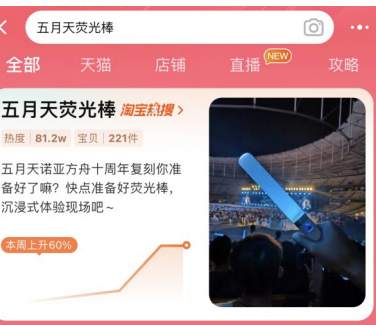 五月天荧光棒
全部 天猫 店铺 直播 NEW 攻略
五月天荧光棒 淘宝热搜 >
热度 81.2w 宝贝 221件
五月天诺亚方舟十周年复刻你准
备好了嘛？快点准备好荧光棒，
沉浸式体验现场吧~
本周上升60%